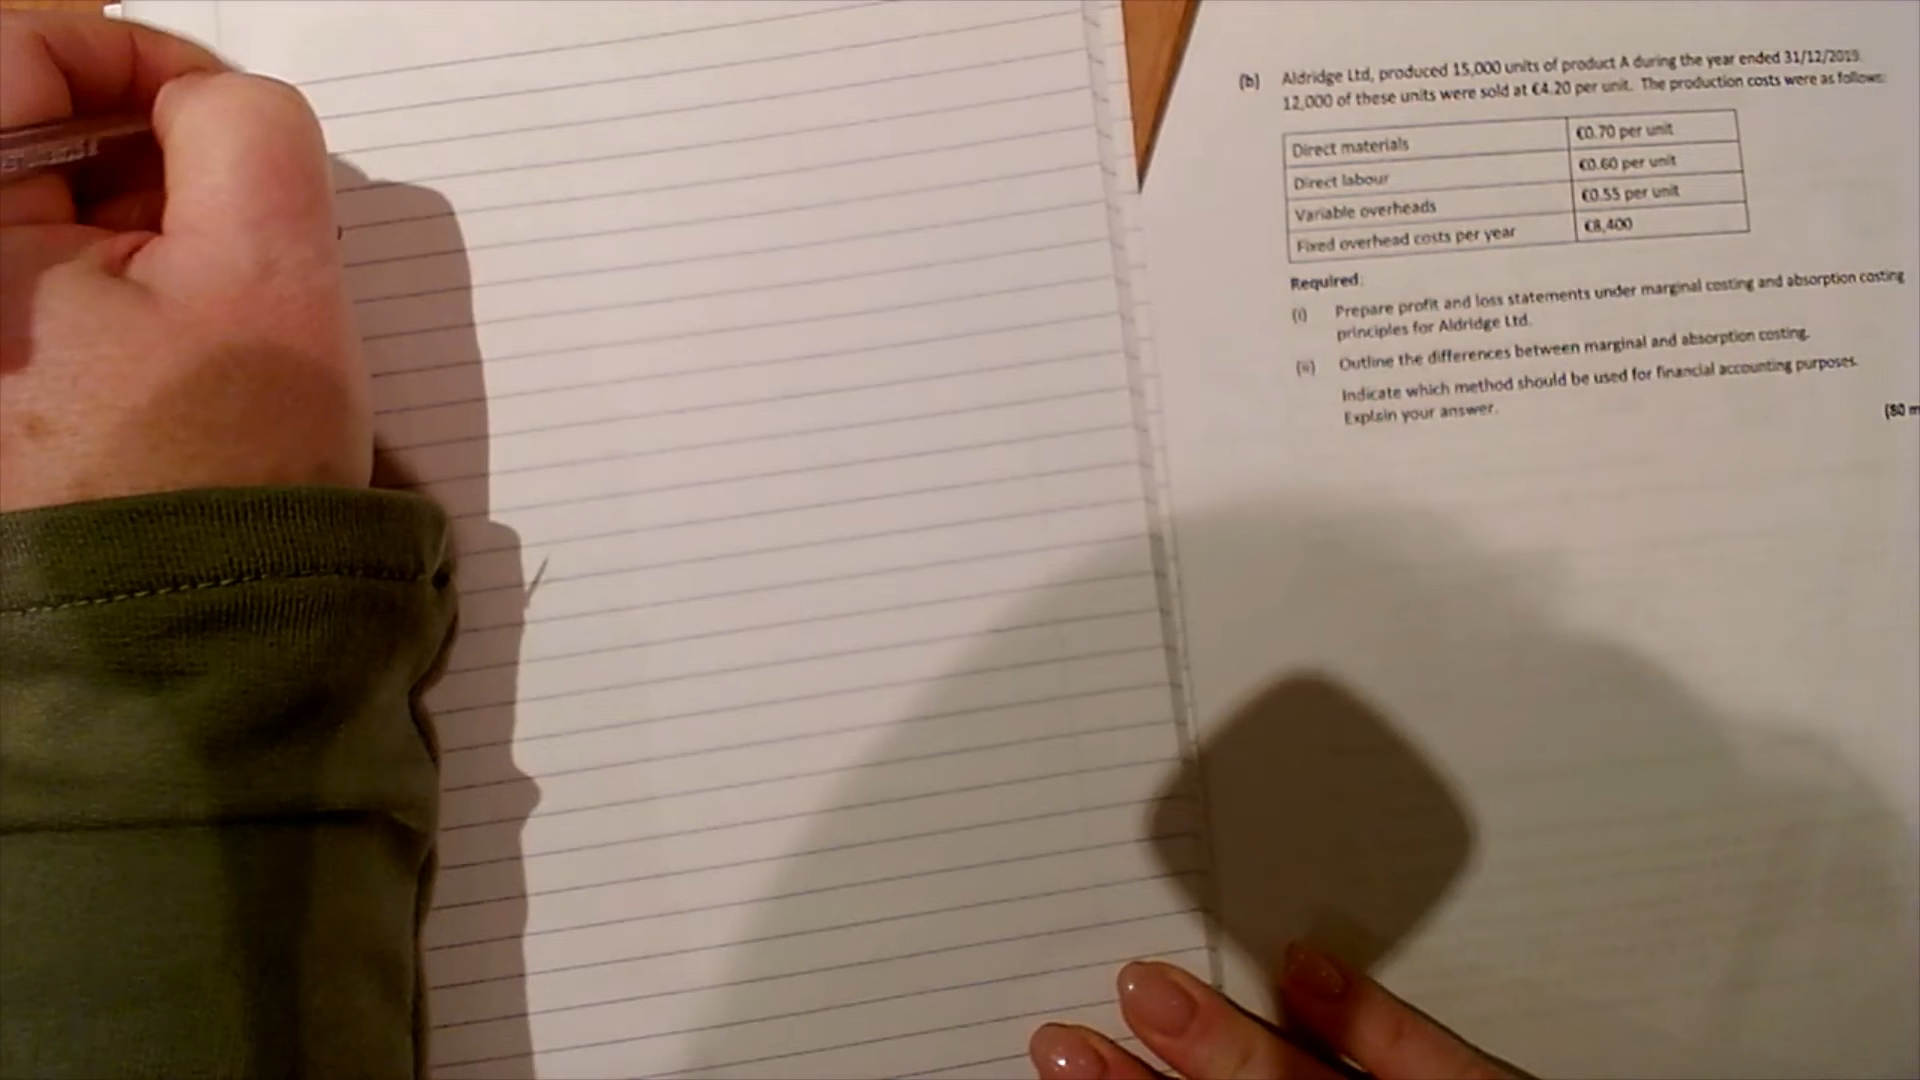 (b) Aldridge Ltd, produced 15,000 units of product A during the year ended 31/12/2019.
12,000 of these units were sold at €4.20 per unit. The production costs were as follows:
Direct materials €0.70 per unit
Direct labour €0.60 per unit
Variable overheads €0.55 per unit
Fixed overhead costs per year €8,400
Required:
(i) Prepare profit and loss statements under marginal costing and absorption costing
principles for Aldridge Ltd.
(ii) Outline the differences between marginal and absorption costing.
Indicate which method should be used for financial accounting purposes.
Explain your answer.
(80 m